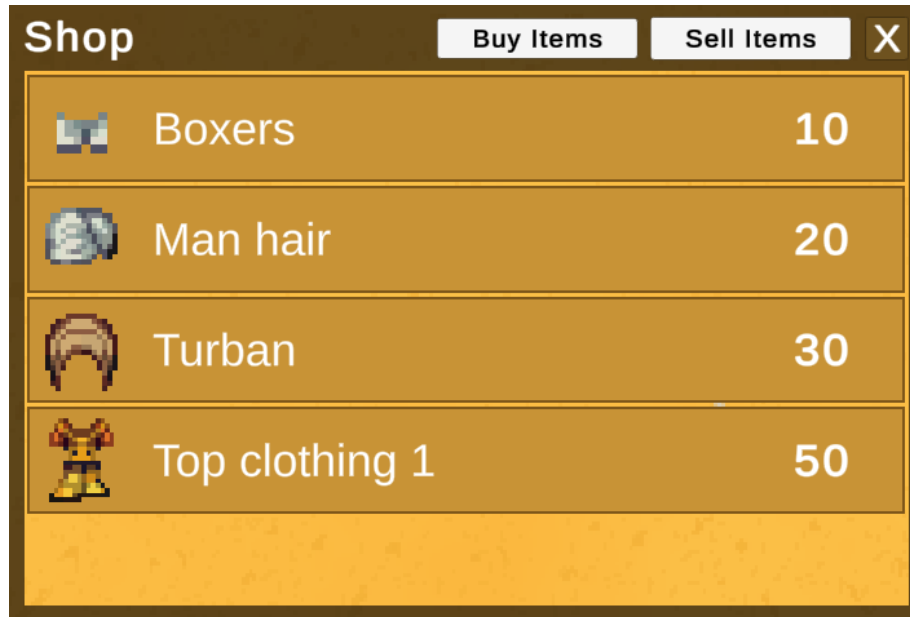 Shop Buy Items Sell Items X
Boxers 10
Man hair 20
Turban 30
Top clothing 1 50